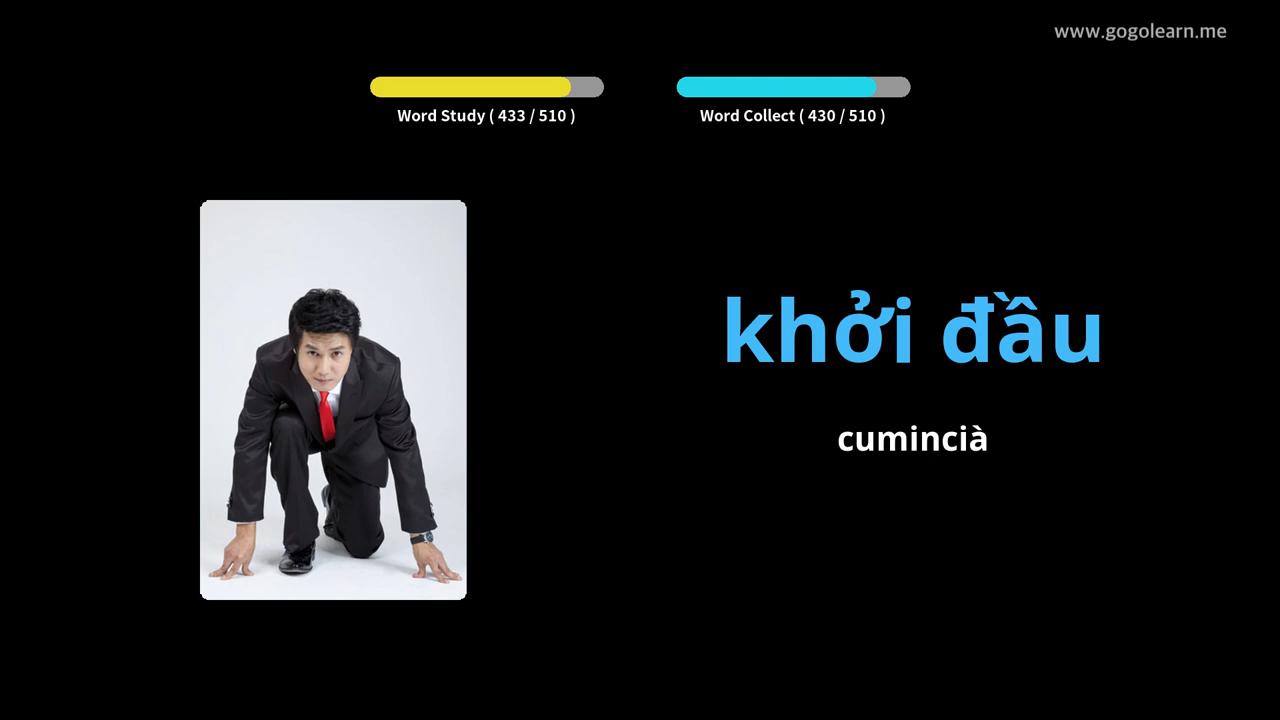 www.gogolearn.me
Word Study ( 433 / 510 )
Word Collect ( 430 / 510 )
khởi đầu
cumincià